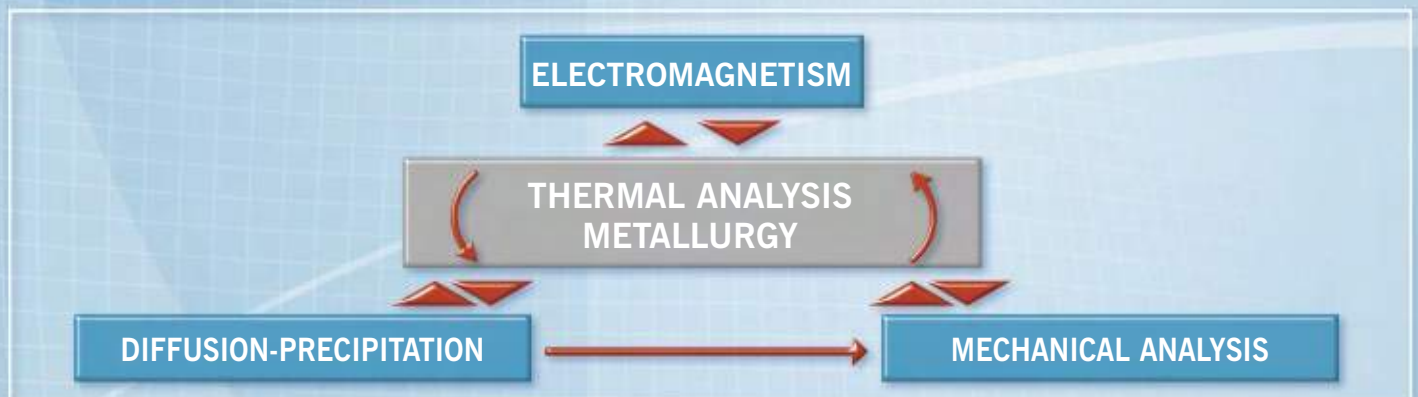 ELECTROMAGNETISM
THERMAL ANALYSIS
METALLURGY
DIFFUSION-PRECIPITATION
MECHANICAL ANALYSIS